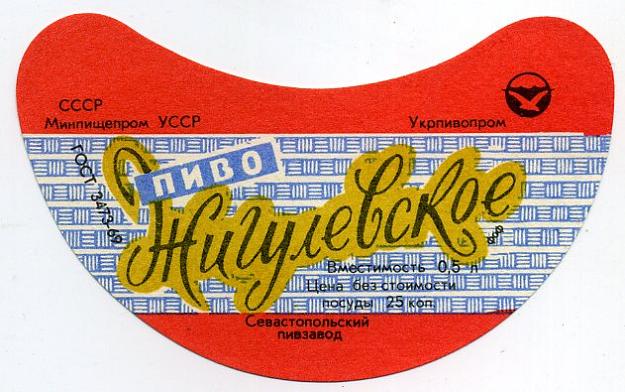 СССР
Минпищепром УССР
Укрпивопром
ГОСТ 3473-69
ПИВО
Жигулевское
Вместимость 0,5 л
Цена без стоимости
посуды 25 коп.
Севастопольский
пивзавод